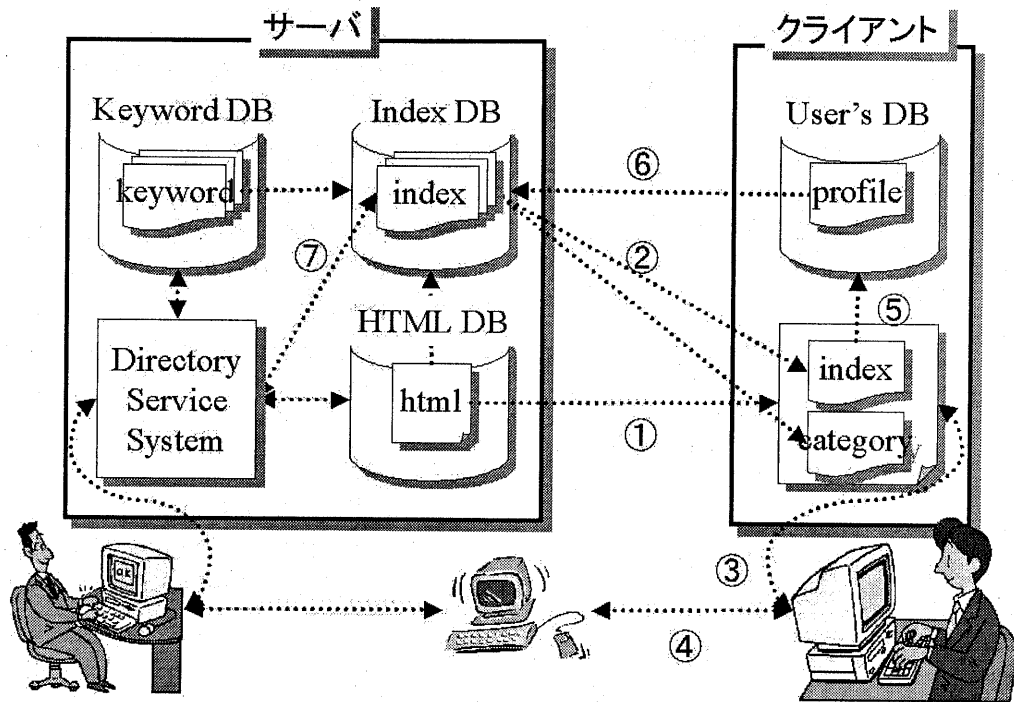 サーバ
クライアント
Keyword DB
Index DB
User's DB
keyword
index
profile
⑥
⑦
②
⑤
HTML DB
Directory
Service
System
html
index
category
①
③
④
OK